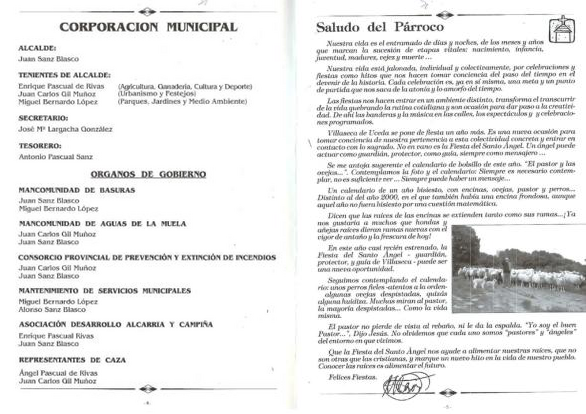 CORPORACION MUNICIPAL
ALCALDE:
Juan Sanz Blasco
TENIENTES DE ALCALDE:
Enrique Pascual de Rivas (Agricultura, Ganadería, Cultura y Deporte)
Juan Carlos Gil Muñoz (Urbanismo y Festejos)
Miguel Bernardo López (Parques, Jardines y Medio Ambiente)
SECRETARIO:
José Mª Largacha González
TESORERO:
Antonio Pascual Sanz
ORGANOS DE GOBIERNO
MANCOMUNIDAD DE BASURAS
Juan Sanz Blasco
Miguel Bernardo López
MANCOMUNIDAD DE AGUAS DE LA MUELA
Juan Carlos Gil Muñoz
Juan Sanz Blasco
CONSORCIO PROVINCIAL DE PREVENCIÓN Y EXTINCIÓN DE INCENDIOS
Juan Carlos Gil Muñoz
Juan Sanz Blasco
MANTENIMIENTO DE SERVICIOS MUNICIPALES
Miguel Bernardo López
Alonso Sanz Blasco
ASOCIACIÓN DESARROLLO ALCARRIA Y CAMPIÑA
Enrique Pascual Rivas
Juan Sanz Blasco
REPRESENTANTES DE CAZA
Ángel Pascual de Rivas
Juan Carlos Gil Muñoz
Saludo del Párroco
Nuestra vida es el entramado de días y noches, de los meses y años
que marcan la sucesión de etapas vitales: nacimiento, infancia,
juventud, madurez, vejez y muerte ...
Nuestra vida está jalonada, individual y colectivamente, por celebraciones y
fiestas como hitos que nos hacen tomar conciencia del paso del tiempo en el
devenir de la historia. Cada celebración es, ya en sí misma, una meta y un punto
de partida que nos saca de la atonía y lo amorfo del tiempo.
Las fiestas nos hacen entrar en un ambiente distinto, transforma el transcurrir
de la vida quebrando la rutina cotidiana y son ocasión para dar paso a la creativi-
dad. De ahí las banderas y la música en las calles, los espectáculos y y celebracio-
nes programados.
Villaseca de Uceda se pone de fiesta un año más. Es una nueva ocasión para
tomar conciencia de nuestra pertenencia a esta colectividad concreta y entrar en
contacto con lo sagrado. No en vano es la Fiesta del Santo Ángel. Un ángel puede
actuar como guardián, protector, como guía, siempre como mensajero ...
Se me antoja sugerente el calendario de bolsillo de este año. "El pastor y las
ovejas...". Contemplamos la foto y el calendario: Siempre es necesario contem-
plar, no es suficiente ver ... Siempre puede haber un mensaje...
Un calendario de un año bisiesto, con encinas, ovejas, pastor y perros...
Distinto al del año 2000, en el que también había una encina frondosa, aunque
aquel año no fuera bisiesto por una cuestión matemática.
Dicen que las raíces de las encinas se extienden tanto como sus ramas...¡Ya
nos gustaría a muchos que hondas y
añejas raíces dieran ramas nuevas con el
vigor de antaño y la frescura de hoy!
En este año casi recién estrenado, la
Fiesta del Santo Ángel - guardián,
protector, y guía de Villaseca - puede ser
una nueva oportunidad.
Seguimos contemplando el calenda-
rio: unos perros fieles -atentos a la orden-
algunas ovejas despistadas, quizás
alguna huidiza. Muchas miran al pastor,
la mayoría despistadas... Como la vida
misma.
El pastor no pierde de vista al rebaño, ni le da la espalda. "Yo soy el buen
Pastor...". Dijo Jesús. No olvidemos que cada uno somos "pastores" y "ángeles"
del entorno en que vivimos.
Que la Fiesta del Santo Ángel nos ayude a alimentar nuestras raíces, que no
son otras que las cristianas, y marque un nuevo hito en la vida de nuestro pueblo.
Conocer las raíces es alimentar el futuro.
Felices Fiestas.